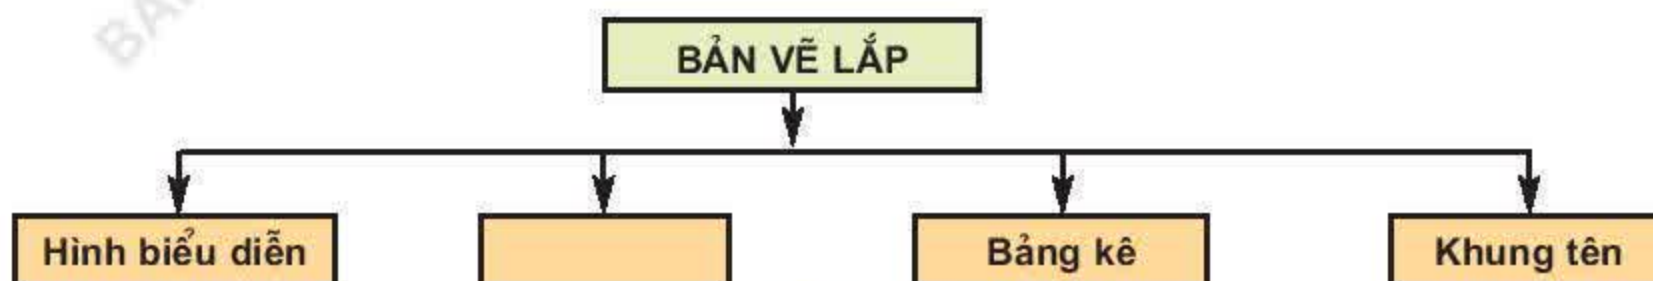 BẢN VẼ LẮP
Hình biểu diễn
Bảng kê
Khung tên